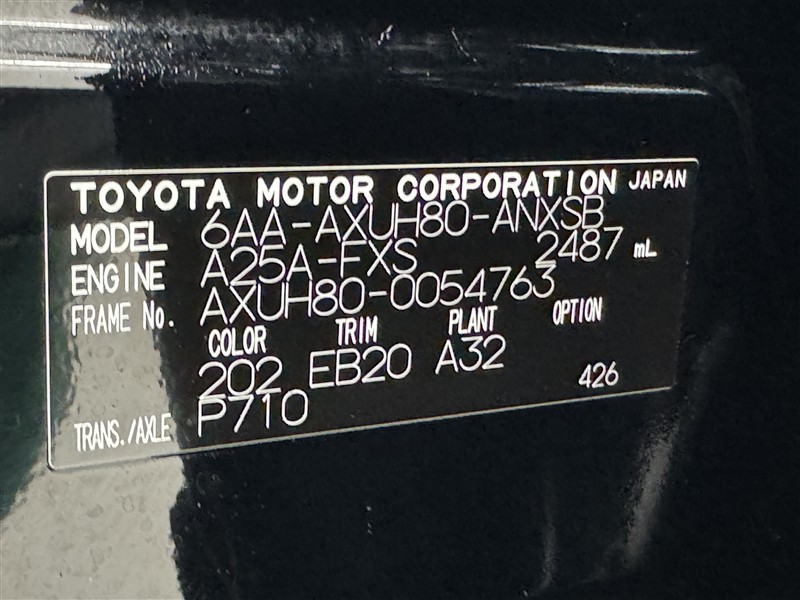 TOYOTA MOTOR CORPORATION JAPAN
MODEL 6AA-AXUH80-ANXSB
ENGINE A25A-FXS 2487 mL
FRAME No. AXUH80-0054763
COLOR TRIM PLANT OPTION
202 EB20 A32
426
TRANS./AXLE P710